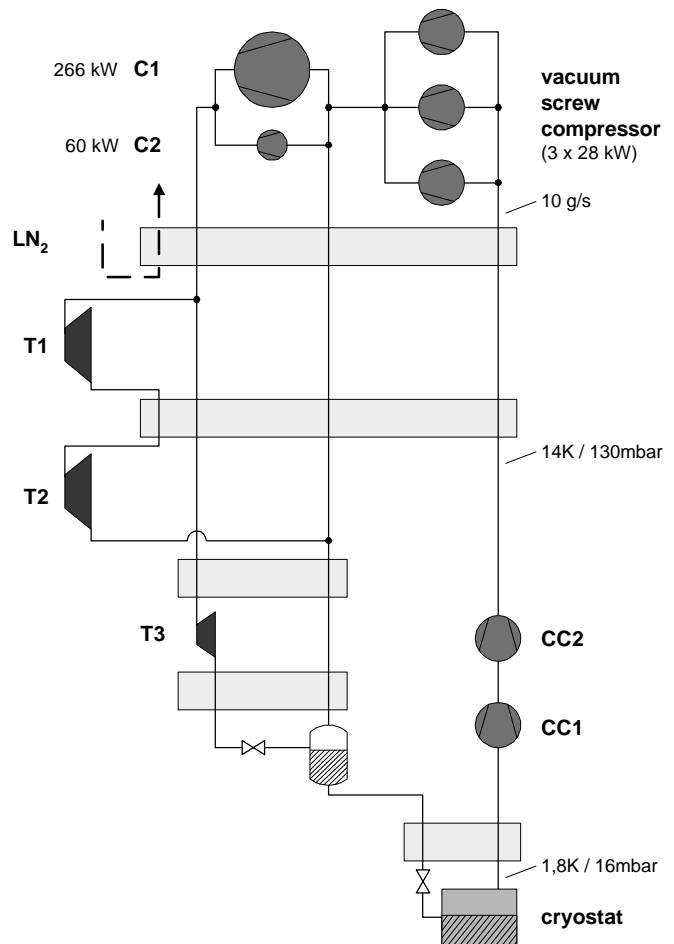 266 kW C1
60 kW C2
vacuum
screw
compressor
(3 x 28 kW)
10 g/s
LN₂
T1
14K / 130mbar
T2
T3
CC2
CC1
1,8K / 16mbar
cryostat